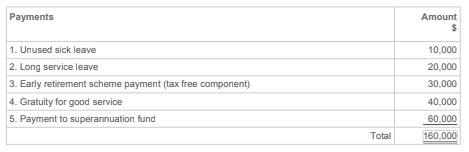 Payments Amount
$
1. Unused sick leave 10,000
2. Long service leave 20,000
3. Early retirement scheme payment (tax free component) 30,000
4. Gratuity for good service 40,000
5. Payment to superannuation fund 60,000
Total 160,000